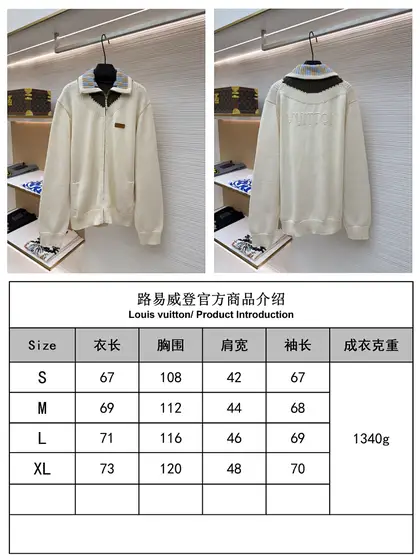 VUITTON
路易威登官方商品介绍
Louis vuitton/ Product Introduction
Size 衣长 胸围 肩宽 袖长 成衣克重
S 67 108 42 67
M 69 112 44 68
L 71 116 46 69
1340g
XL 73 120 48 70